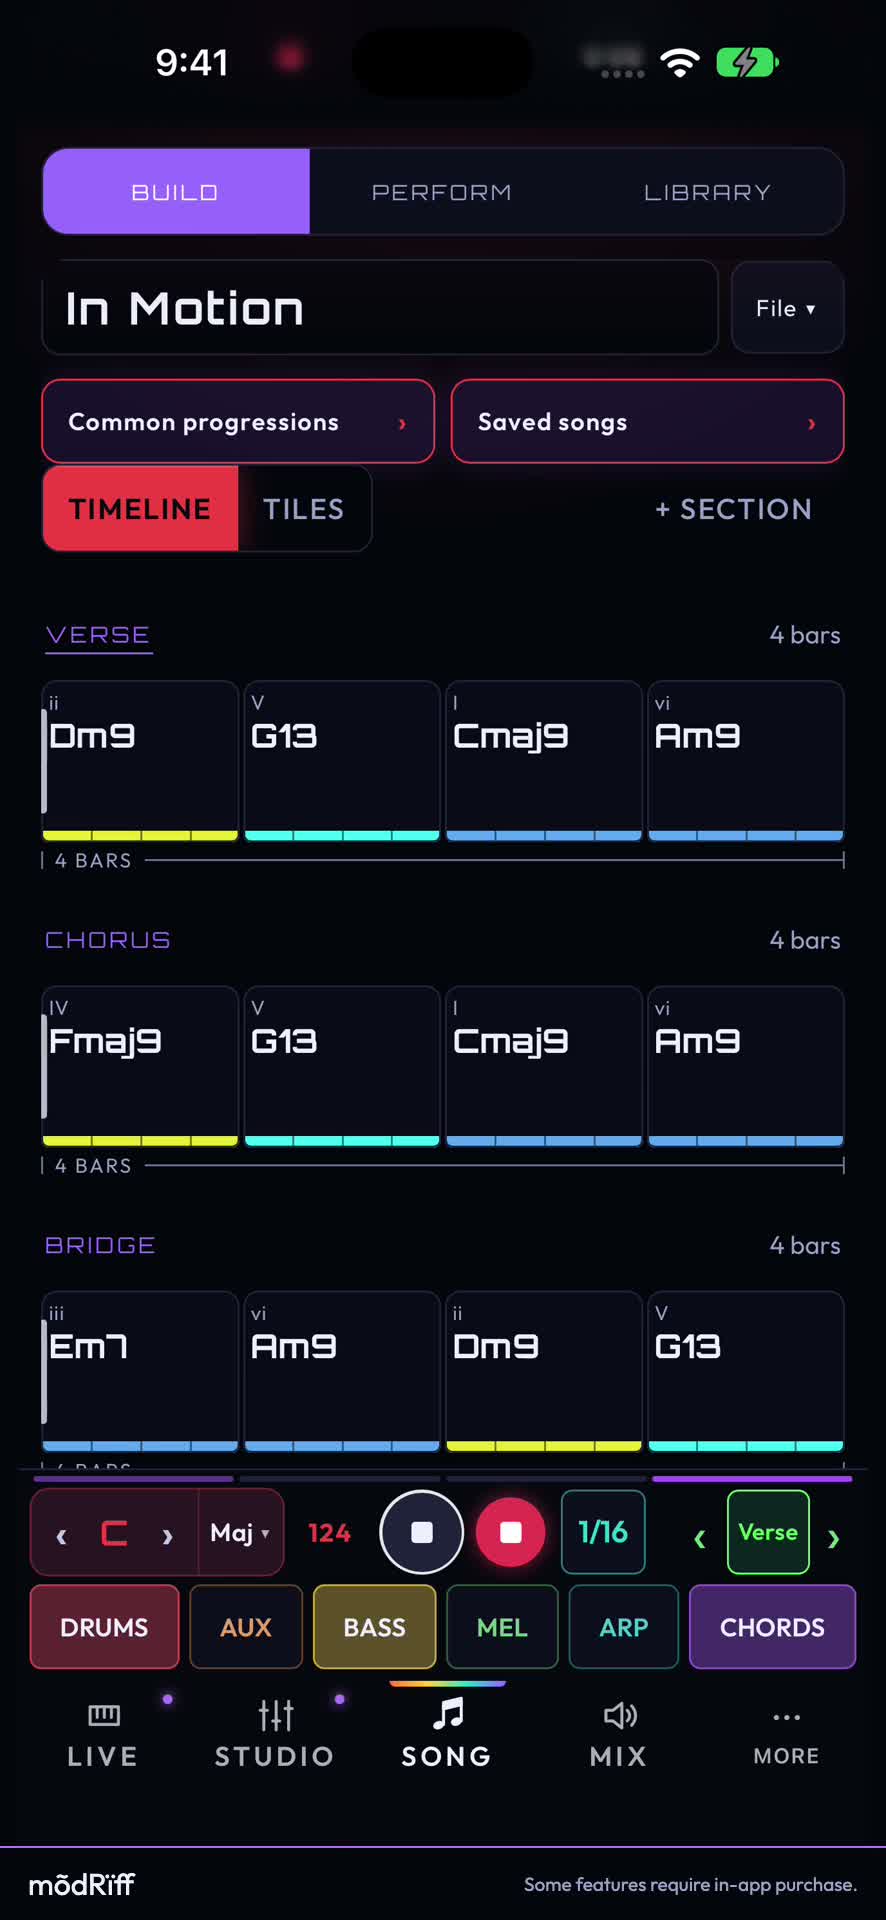 9:41
BUILD PERFORM LIBRARY
In Motion File ▾
Common progressions › Saved songs ›
TIMELINE TILES + SECTION
VERSE 4 bars
ii V I vi
Dm9 G13 Cmaj9 Am9
4 BARS
CHORUS 4 bars
IV V I vi
Fmaj9 G13 Cmaj9 Am9
4 BARS
BRIDGE 4 bars
iii vi ii V
Em7 Am9 Dm9 G13
4 BARS
‹ C › Maj ▾ 124 1/16 ‹ Verse ›
DRUMS AUX BASS MEL ARP CHORDS
LIVE STUDIO SONG MIX MORE
mõdRïff Some features require in-app purchase.